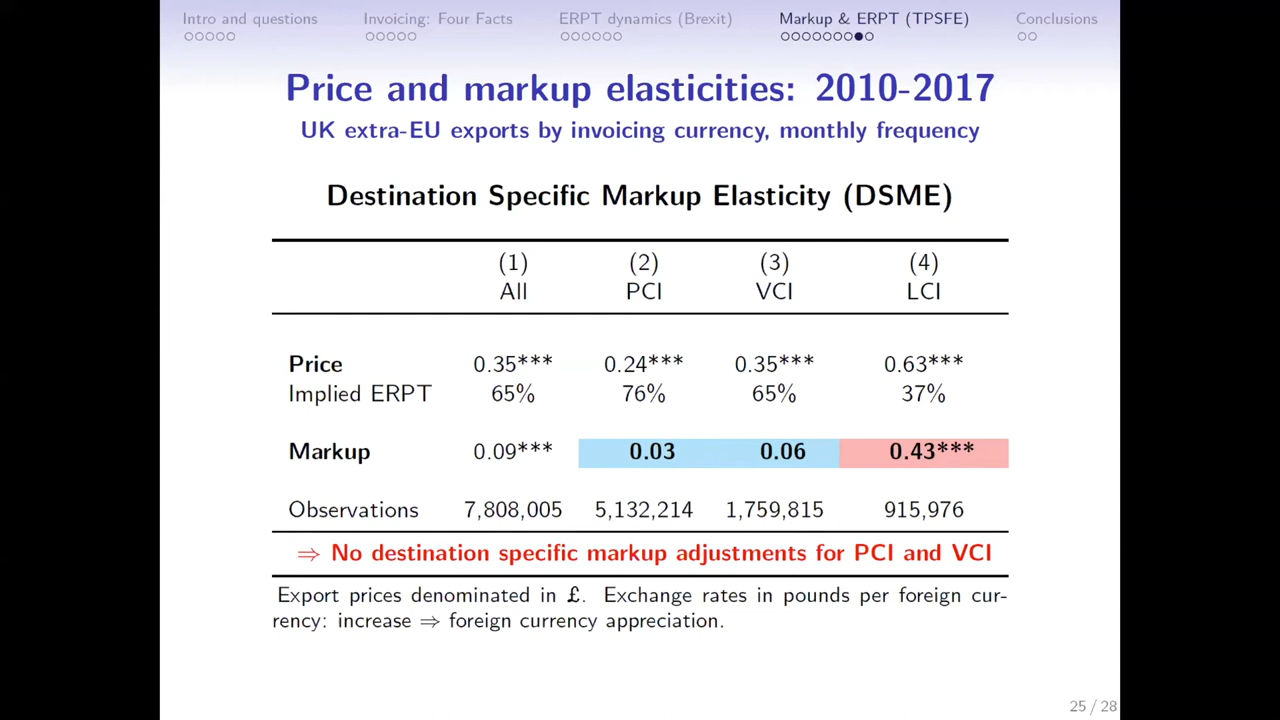 Intro and questions Invoicing: Four Facts ERPT dynamics (Brexit) Markup & ERPT (TPSFE) Conclusions
Price and markup elasticities: 2010-2017
UK extra-EU exports by invoicing currency, monthly frequency
Destination Specific Markup Elasticity (DSME)
(1) (2) (3) (4)
All PCI VCI LCI
Price 0.35*** 0.24*** 0.35*** 0.63***
Implied ERPT 65% 76% 65% 37%
Markup 0.09*** 0.03 0.06 0.43***
Observations 7,808,005 5,132,214 1,759,815 915,976
⇒ No destination specific markup adjustments for PCI and VCI
Export prices denominated in £. Exchange rates in pounds per foreign cur-
rency: increase ⇒ foreign currency appreciation.
25 / 28